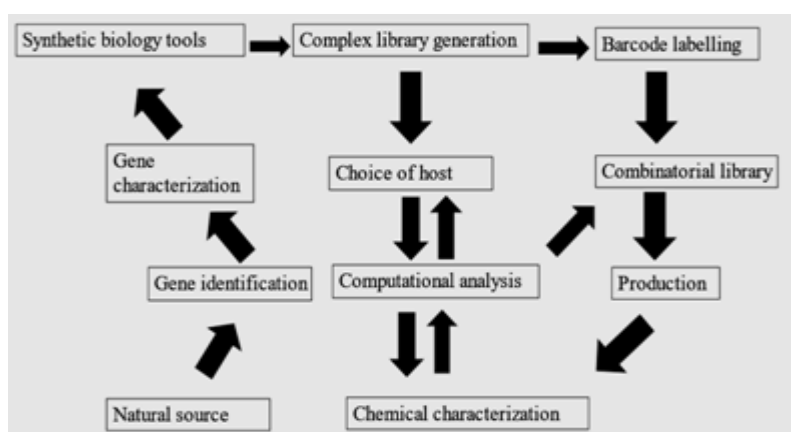 Synthetic biology tools
Complex library generation
Barcode labelling
Gene
characterization
Choice of host
Combinatorial library
Gene identification
Computational analysis
Production
Natural source
Chemical characterization